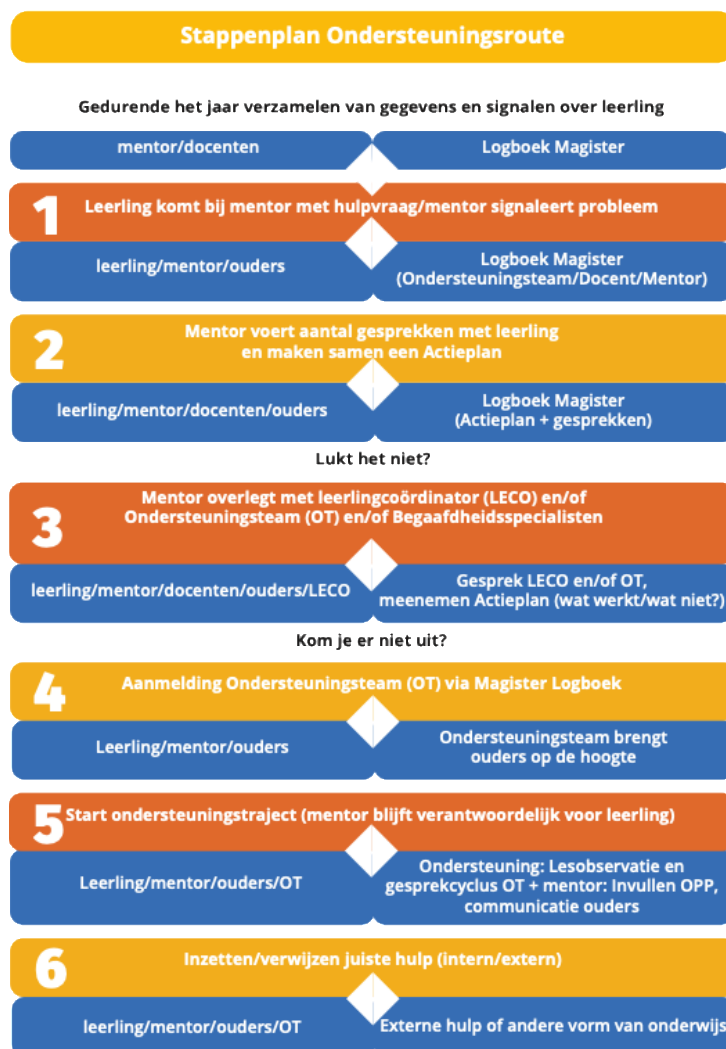 Stappenplan Ondersteuningsroute
Gedurende het jaar verzamelen van gegevens en signalen over leerling
mentor/docenten
Logboek Magister
1
Leerling komt bij mentor met hulpvraag/mentor signaleert probleem
leerling/mentor/ouders
Logboek Magister
(Ondersteuningsteam/Docent/Mentor)
2
Mentor voert aantal gesprekken met leerling
en maken samen een Actieplan
leerling/mentor/docenten/ouders
Logboek Magister
(Actieplan + gesprekken)
Lukt het niet?
3
Mentor overlegt met leerlingcoördinator (LECO) en/of
Ondersteuningsteam (OT) en/of Begaafdheidsspecialisten
leerling/mentor/docenten/ouders/LECO
Gesprek LECO en/of OT,
meenemen Actieplan (wat werkt/wat niet?)
Kom je er niet uit?
4
Aanmelding Ondersteuningsteam (OT) via Magister Logboek
Leerling/mentor/ouders
Ondersteuningsteam brengt
ouders op de hoogte
5
Start ondersteuningstraject (mentor blijft verantwoordelijk voor leerling)
Leerling/mentor/ouders/OT
Ondersteuning: Lesobservatie en
gesprekcyclus OT + mentor: Invullen OPP,
communicatie ouders
6
Inzetten/verwijzen juiste hulp (intern/extern)
leerling/mentor/ouders/OT
Externe hulp of andere vorm van onderwijs